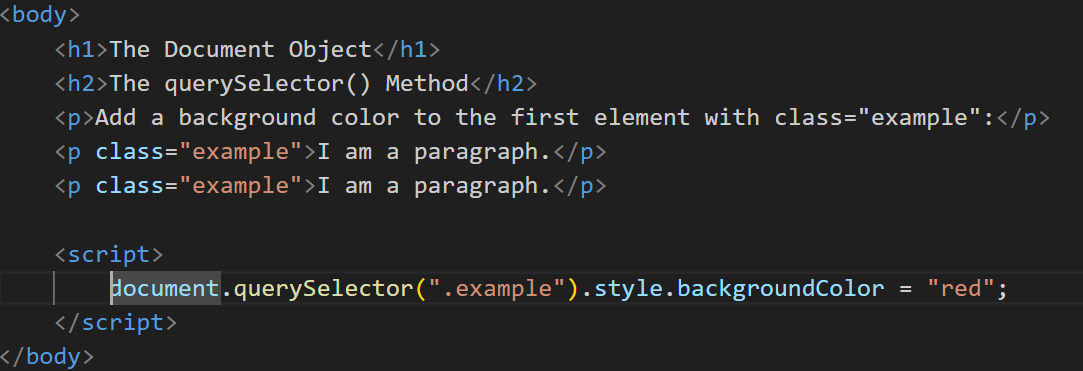 <body>
<h1>The Document Object</h1>
<h2>The querySelector() Method</h2>
<p>Add a background color to the first element with class="example":</p>
<p class="example">I am a paragraph.</p>
<p class="example">I am a paragraph.</p>
<script>
document.querySelector(".example").style.backgroundColor = "red";
</script>
</body>